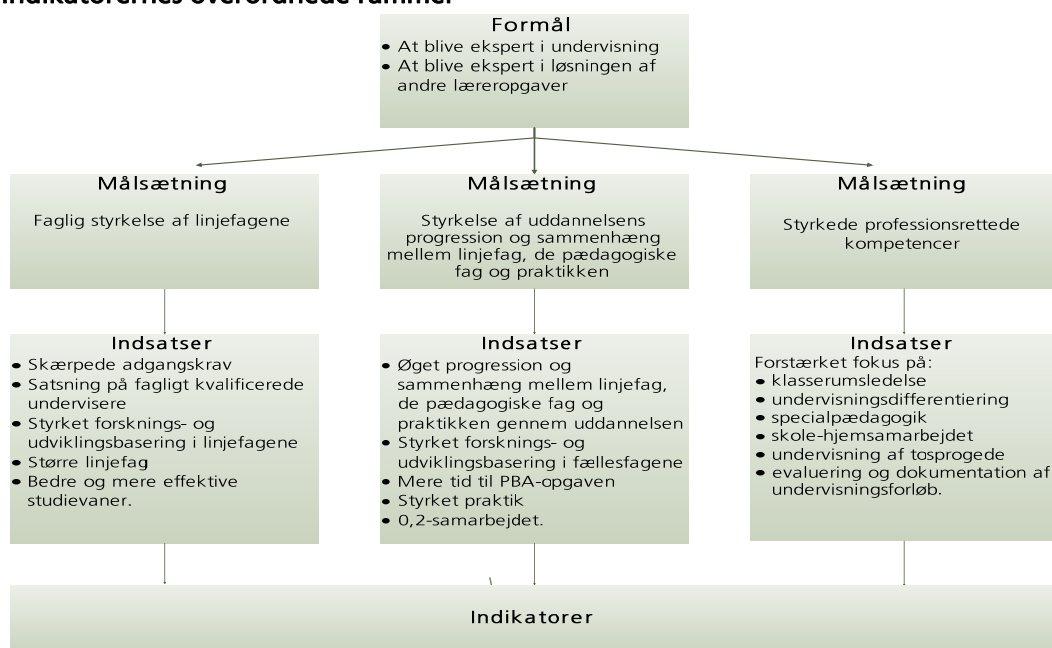 Indikatorernes overordnede rammer
Formål
• At blive ekspert i undervisning
• At blive ekspert i løsningen af
andre læreropgaver
Målsætning
Faglig styrkelse af linjefagene
Målsætning
Styrkelse af uddannelsens
progression og sammenhæng
mellem linjefag, de pædagogiske
fag og praktikken
Målsætning
Styrkede professionsrettede
kompetencer
Indsatser
• Skærpede adgangskrav
• Satsning på fagligt kvalificerede
undervisere
• Styrket forsknings- og
udviklingsbasering i linjefagene
• Større linjefag
• Bedre og mere effektive
studievaner.
Indsatser
• Øget progression og
sammenhæng mellem linjefag,
de pædagogiske fag og
praktikken gennem uddannelsen
• Styrket forsknings- og
udviklingsbasering i fællesfagene
• Mere tid til PBA-opgaven
• Styrket praktik
• 0,2-samarbejdet.
Indsatser
Forstærket fokus på:
• klasserumsledelse
• undervisningsdifferentiering
• specialpædagogik
• skole-hjemsamarbejdet
• undervisning af tosprogede
• evaluering og dokumentation af
undervisningsforløb.
Indikatorer